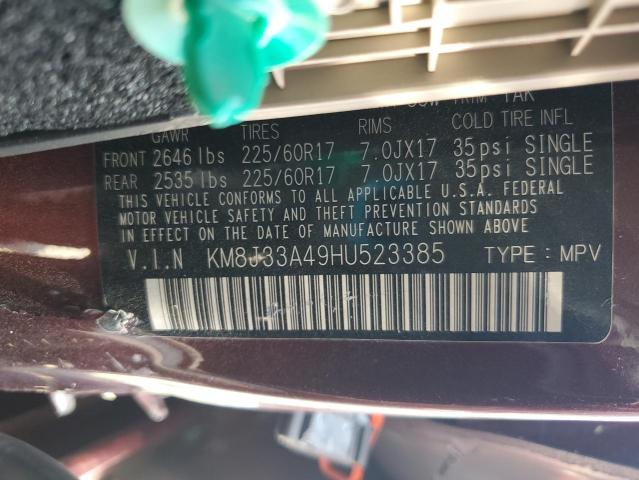 GAWR TIRES RIMS COLD TIRE INFL
FRONT 2646 lbs 225/60R17 7.0JX17 35psi SINGLE
REAR 2535 lbs 225/60R17 7.0JX17 35psi SINGLE
THIS VEHICLE CONFORMS TO ALL APPLICABLE U.S.A. FEDERAL
MOTOR VEHICLE SAFETY AND THEFT PREVENTION STANDARDS
IN EFFECT ON THE DATE OF MANUFACTURE SHOWN ABOVE
V.I.N KM8J33A49HU523385 TYPE : MPV